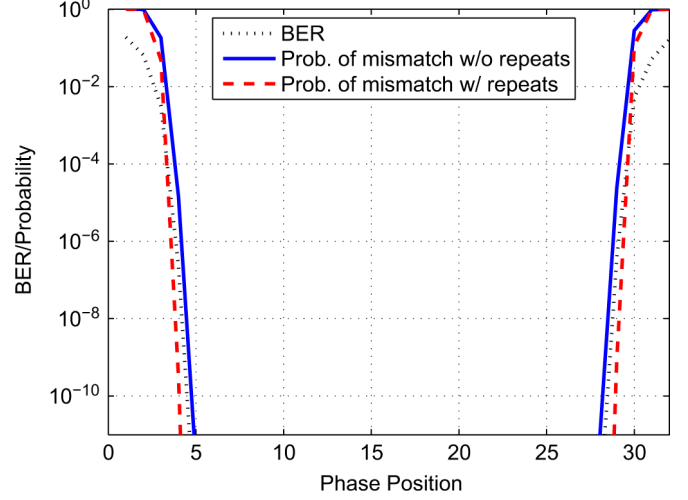 BER
Prob. of mismatch w/o repeats
Prob. of mismatch w/ repeats
BER/Probability
10^0
10^−2
10^−4
10^−6
10^−8
10^−10
0 5 10 15 20 25 30
Phase Position